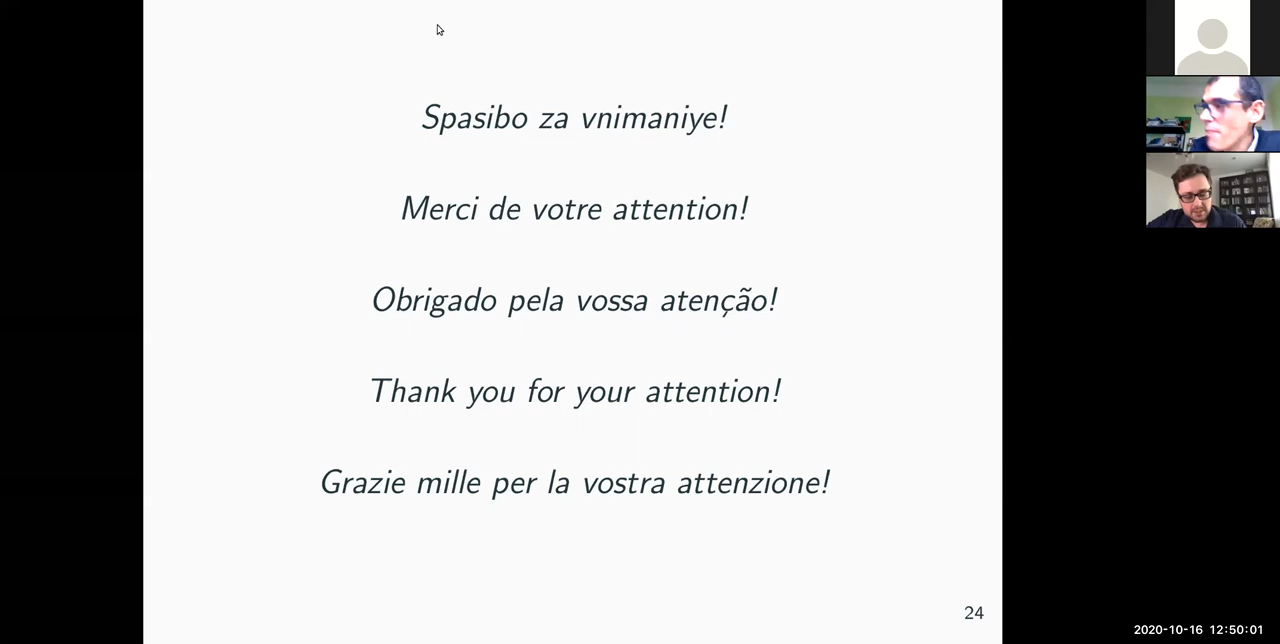 Spasibo za vnimaniye!
Merci de votre attention!
Obrigado pela vossa atenção!
Thank you for your attention!
Grazie mille per la vostra attenzione!
24
2020-10-16 12:50:01